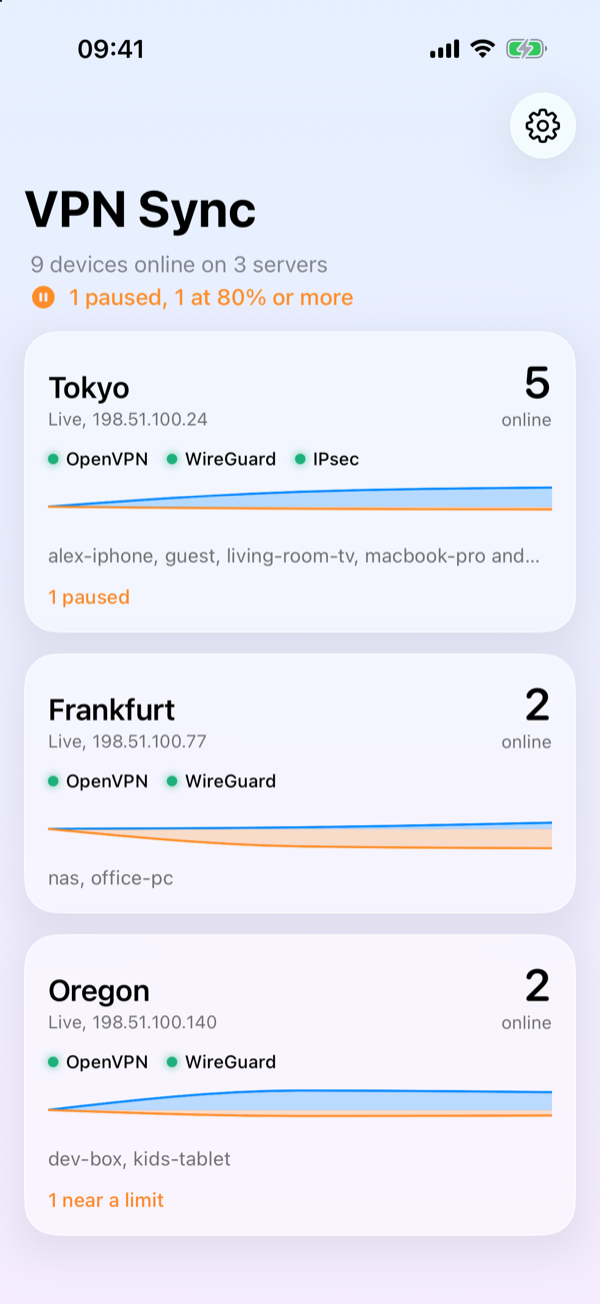 09:41
VPN Sync
9 devices online on 3 servers
1 paused, 1 at 80% or more
Tokyo
5
Live, 198.51.100.24
online
OpenVPN WireGuard IPsec
alex-iphone, guest, living-room-tv, macbook-pro and...
1 paused
Frankfurt
2
Live, 198.51.100.77
online
OpenVPN WireGuard
nas, office-pc
Oregon
2
Live, 198.51.100.140
online
OpenVPN WireGuard
dev-box, kids-tablet
1 near a limit